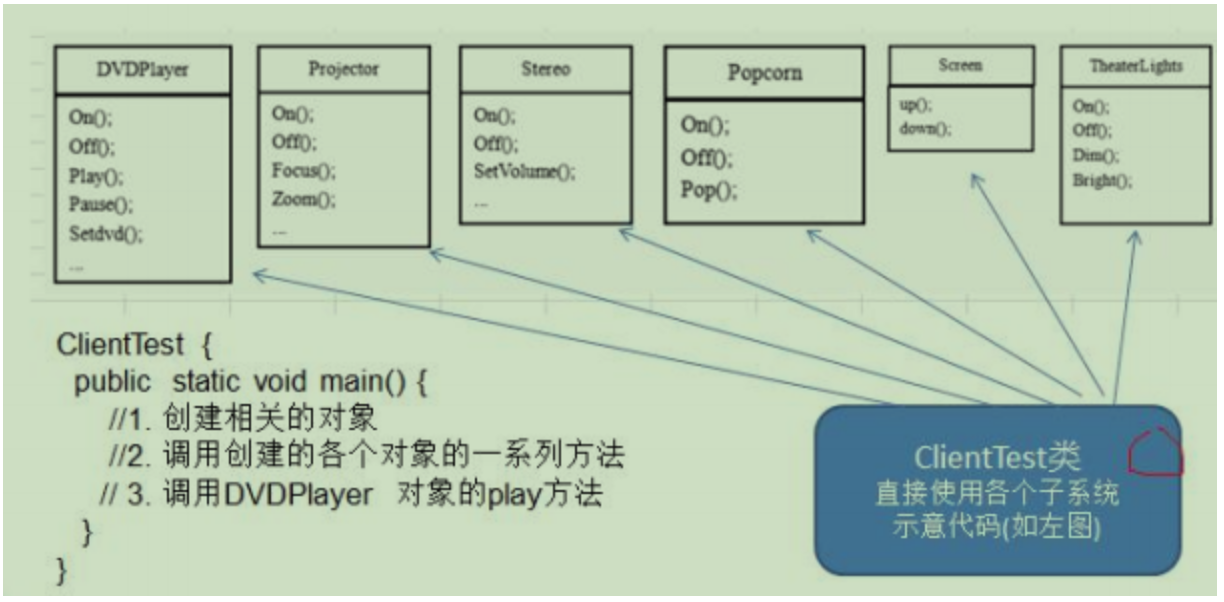 DVDPlayer
On();
Off();
Play();
Pause();
Setdvd();
...
Projector
On();
Off();
Focus();
Zoom();
...
Stereo
On();
Off();
SetVolume();
...
Popcorn
On();
Off();
Pop();
Screen
up();
down();
TheaterLights
On();
Off();
Dim();
Bright();
ClientTest {
public static void main() {
//1. 创建相关的对象
//2. 调用创建的各个对象的一系列方法
// 3. 调用DVDPlayer 对象的play方法
}
}
ClientTest类
直接使用各个子系统
示意代码(如左图)